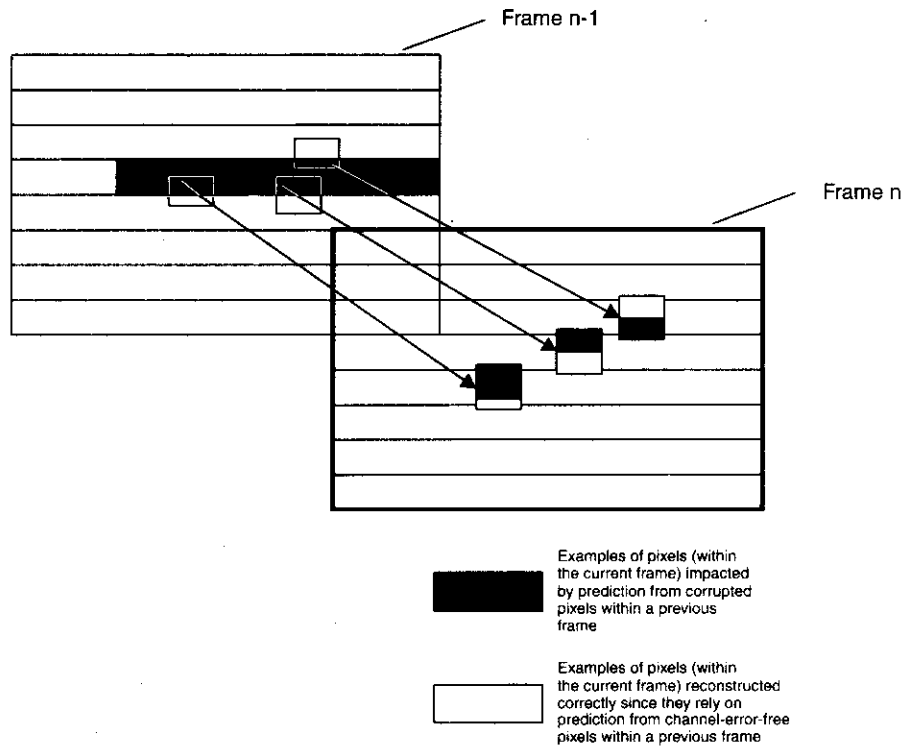 Frame n-1
Frame n
Examples of pixels (within
the current frame) impacted
by prediction from corrupted
pixels within a previous
frame
Examples of pixels (within
the current frame) reconstructed
correctly since they rely on
prediction from channel-error-free
pixels within a previous frame